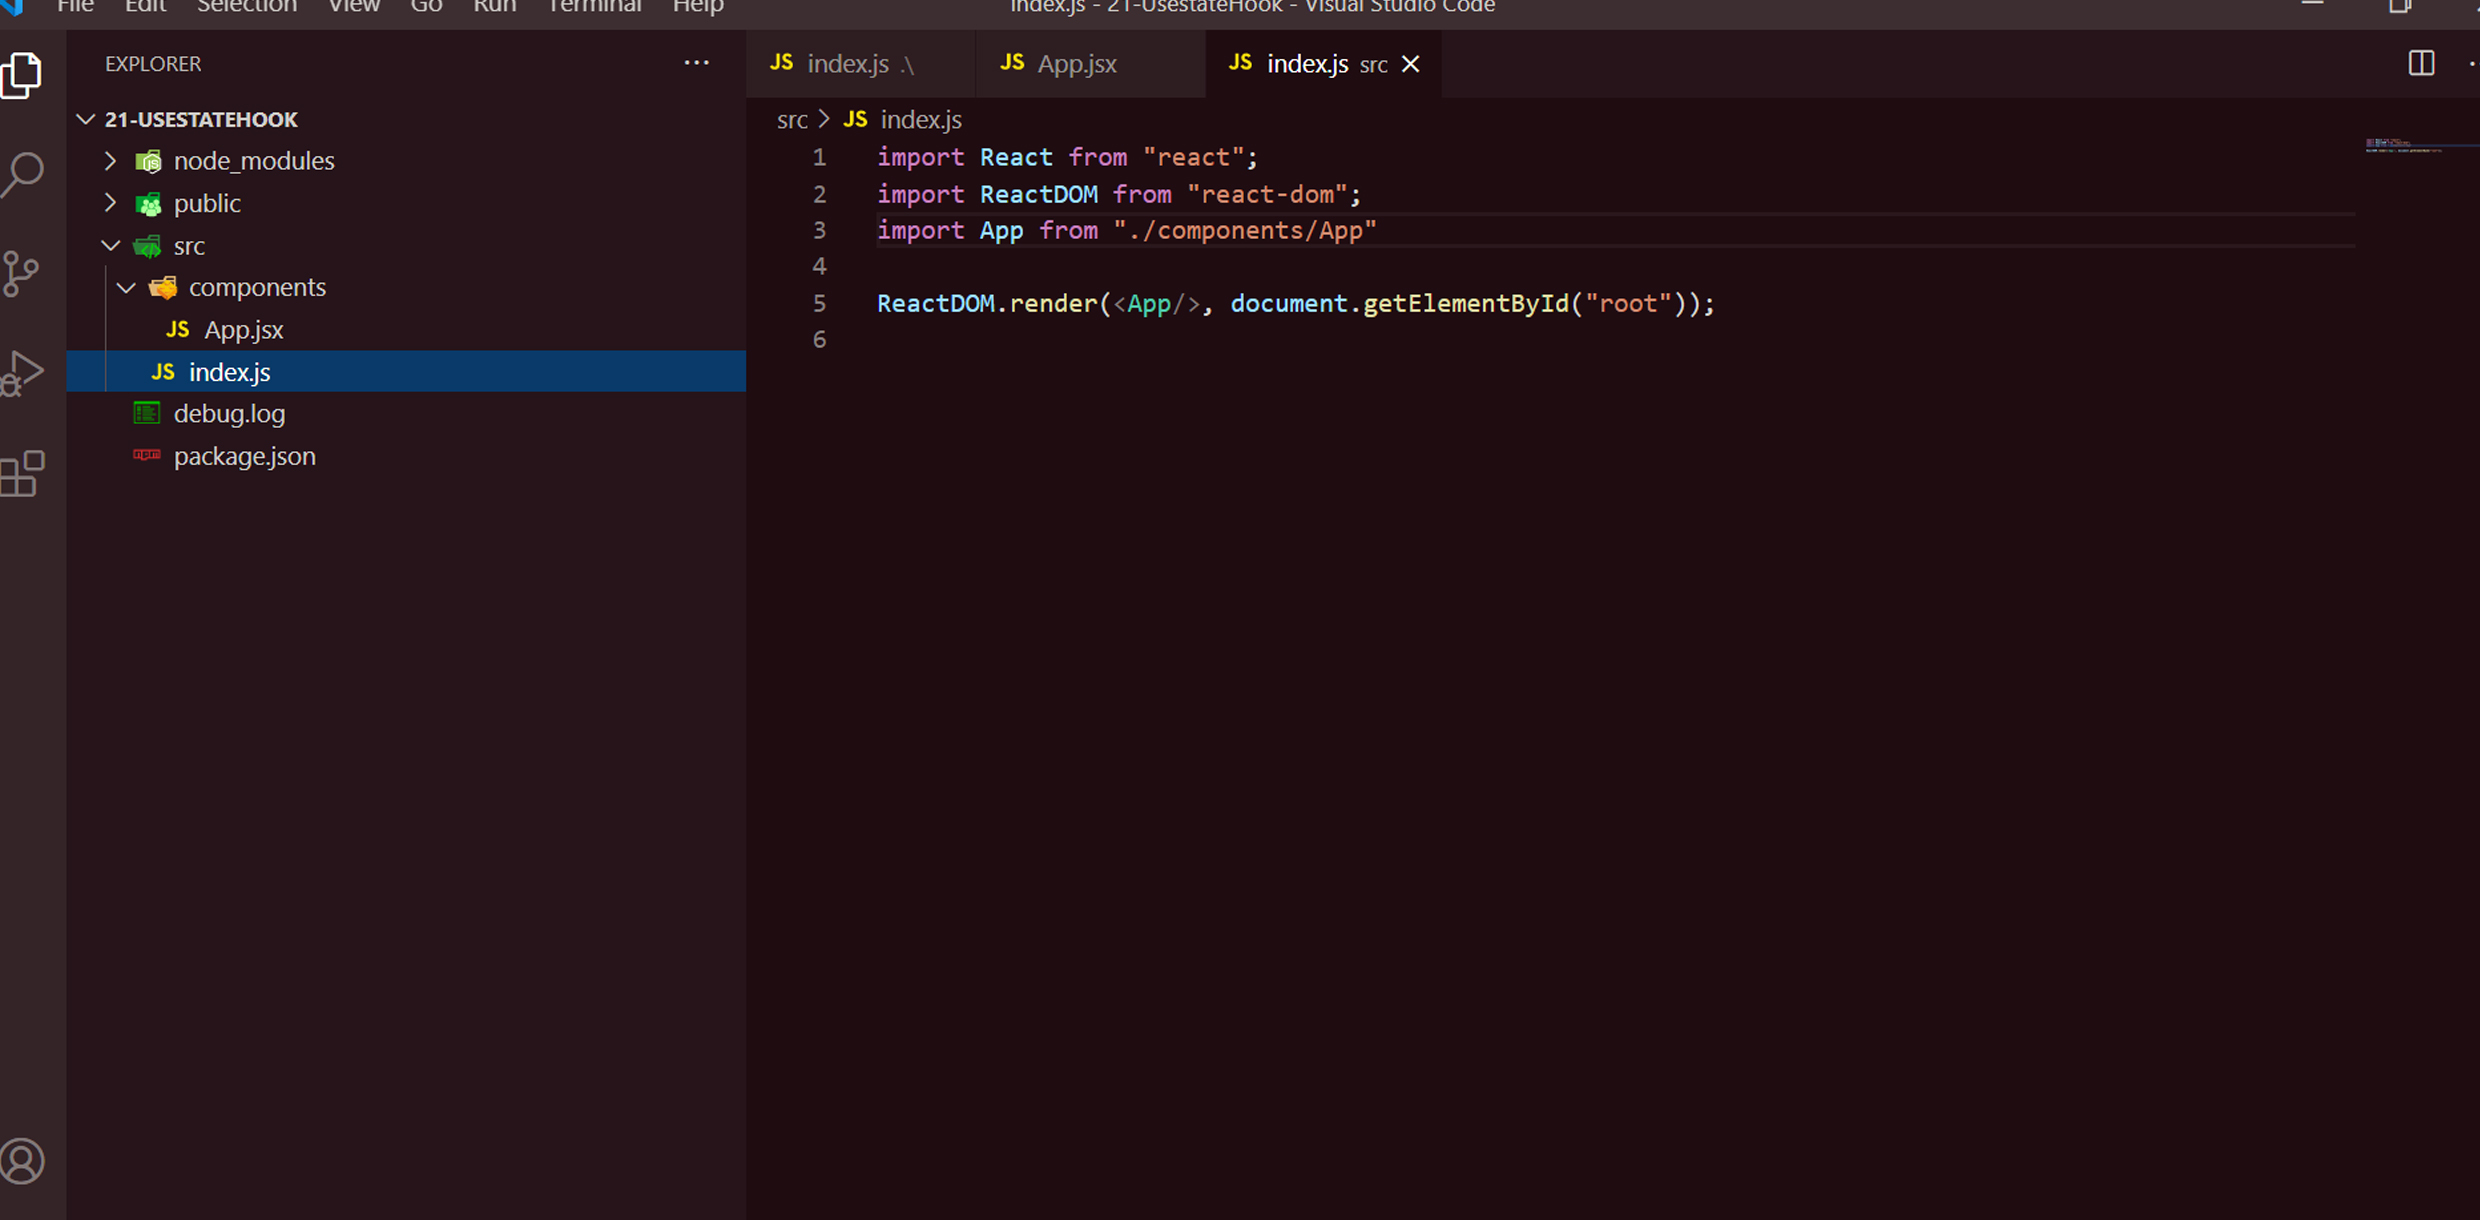 File Edit Selection View Go Run Terminal Help
index.js - 21-UsestateHook - Visual Studio Code
EXPLORER
21-USESTATEHOOK
node_modules
public
src
components
JS App.jsx
JS index.js
debug.log
package.json
JS index.js .\
JS App.jsx
JS index.js src
src > JS index.js
1 import React from "react";
2 import ReactDOM from "react-dom";
3 import App from "./components/App"
4
5 ReactDOM.render(<App/>, document.getElementById("root"));
6